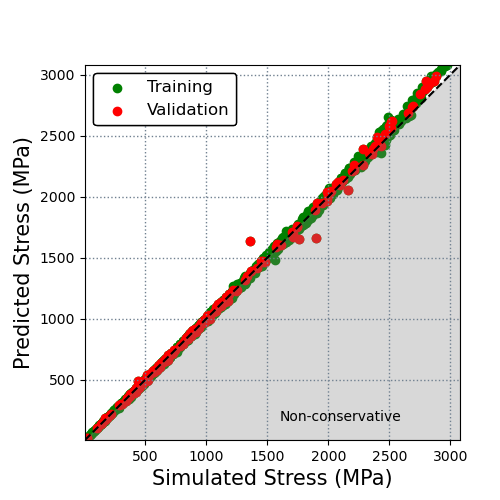 Training
Validation
3000
2500
2000
1500
1000
500
Predicted Stress (MPa)
Non-conservative
500 1000 1500 2000 2500 3000
Simulated Stress (MPa)